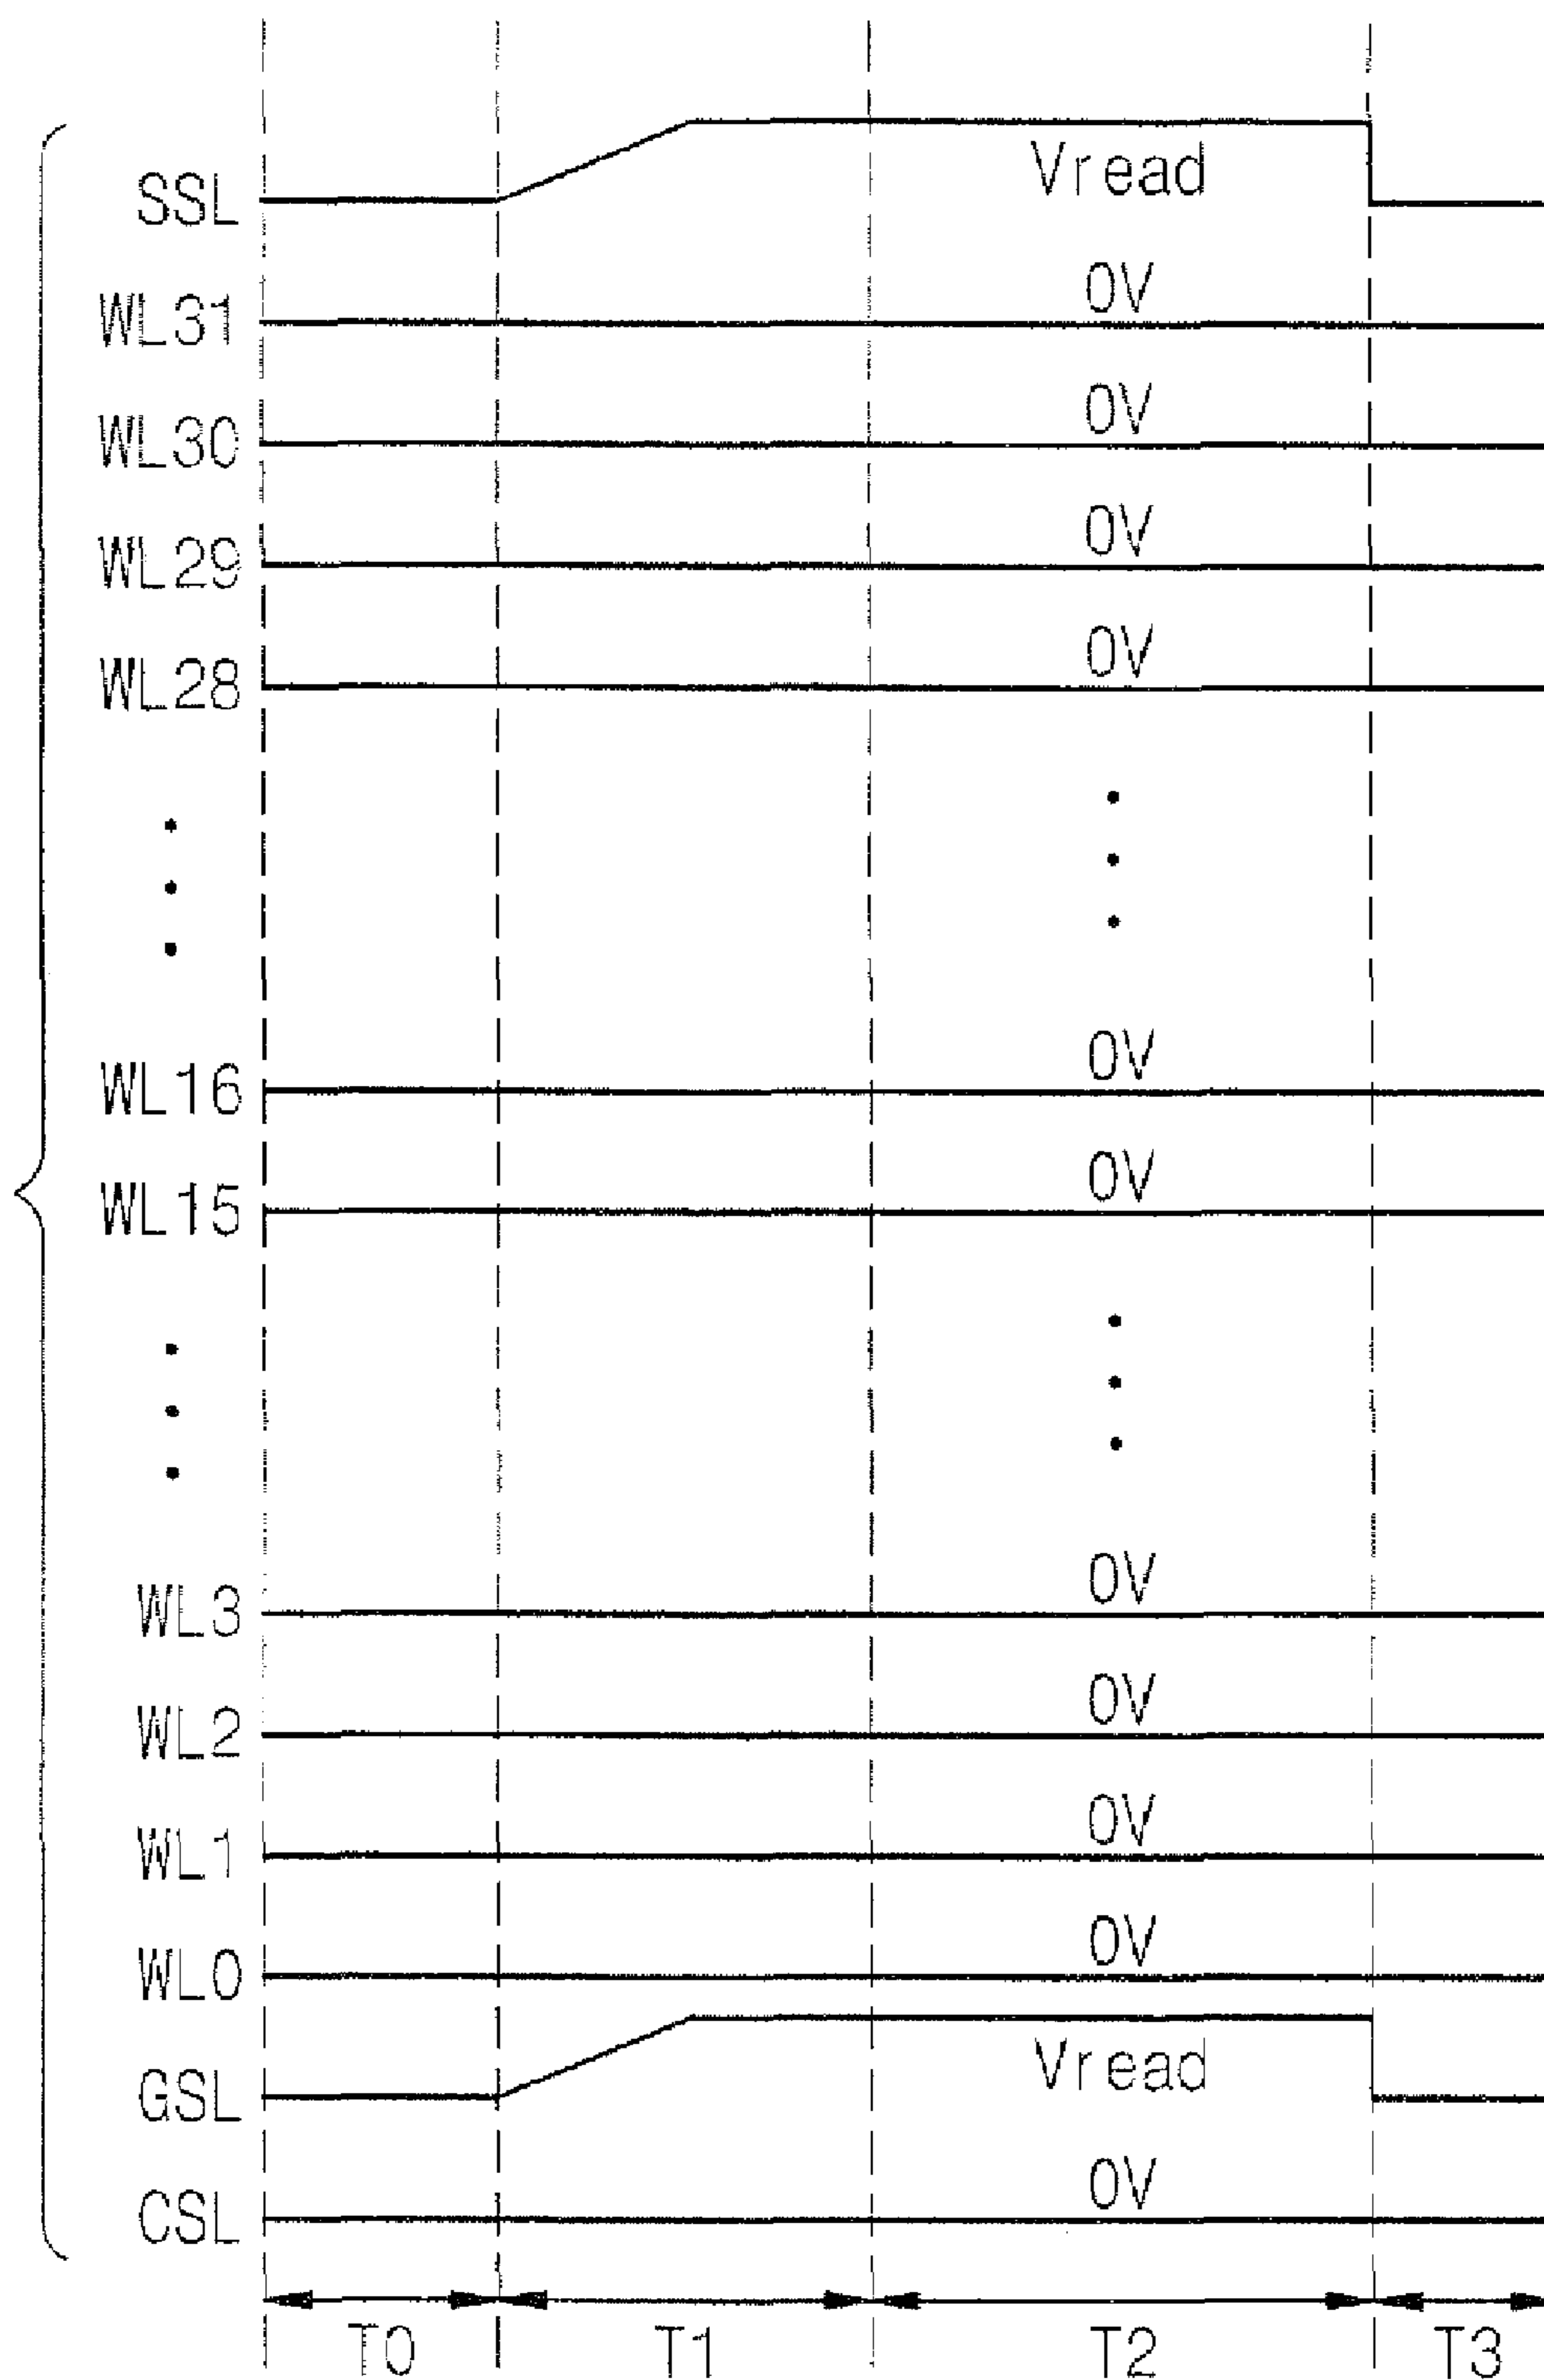 SSL Vread
WL31 0V
WL30 0V
WL29 0V
WL28 0V
WL16 0V
WL15 0V
WL3 0V
WL2 0V
WL1 0V
WL0 0V
GSL Vread
CSL 0V
T0 T1 T2 T3